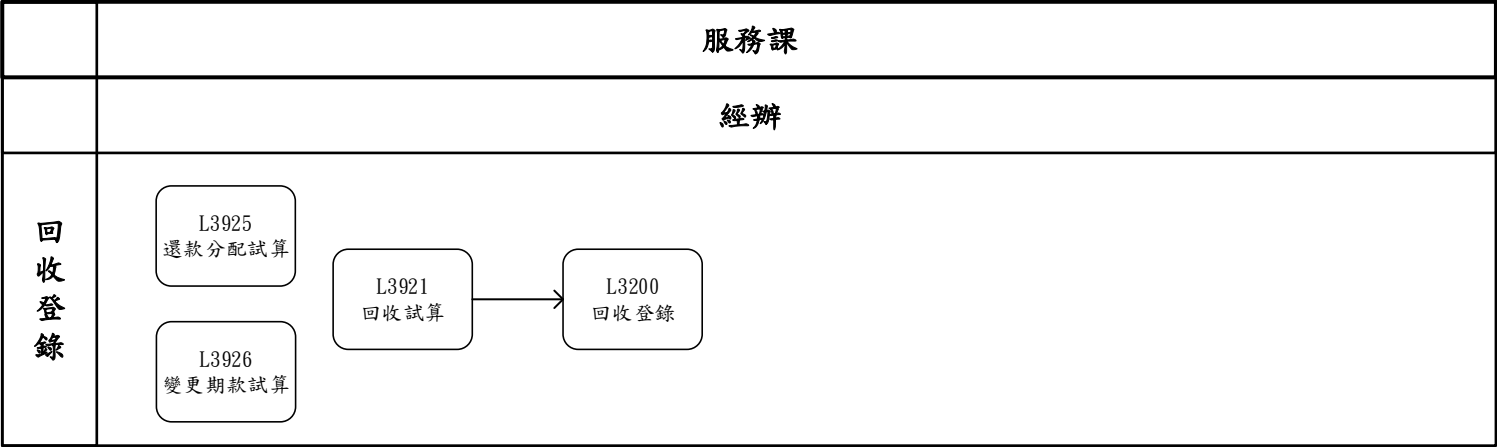 服務課
經辦
回
收
登
錄
L3925
還款分配試算
L3921
回收試算
L3200
回收登錄
L3926
變更期款試算